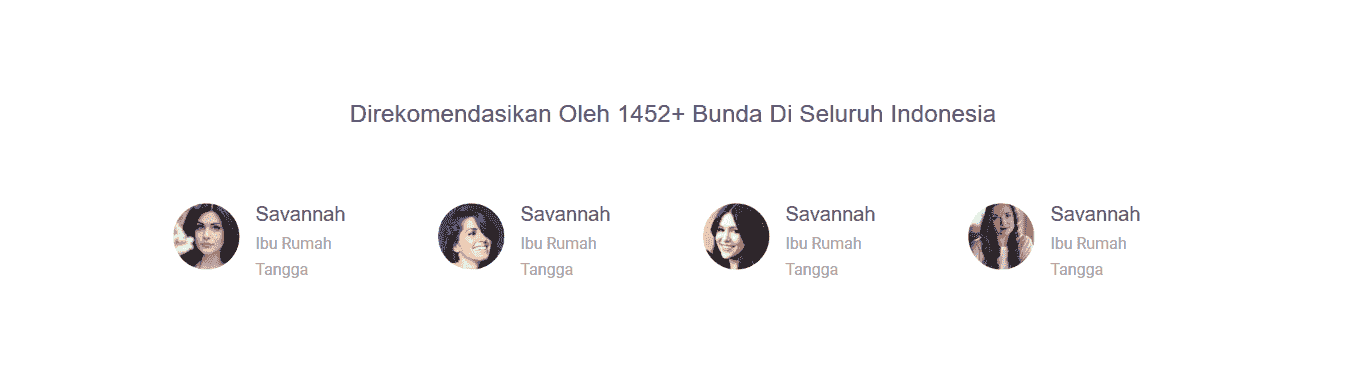 Direkomendasikan Oleh 1452+ Bunda Di Seluruh Indonesia
Savannah
Ibu Rumah
Tangga
Savannah
Ibu Rumah
Tangga
Savannah
Ibu Rumah
Tangga
Savannah
Ibu Rumah
Tangga